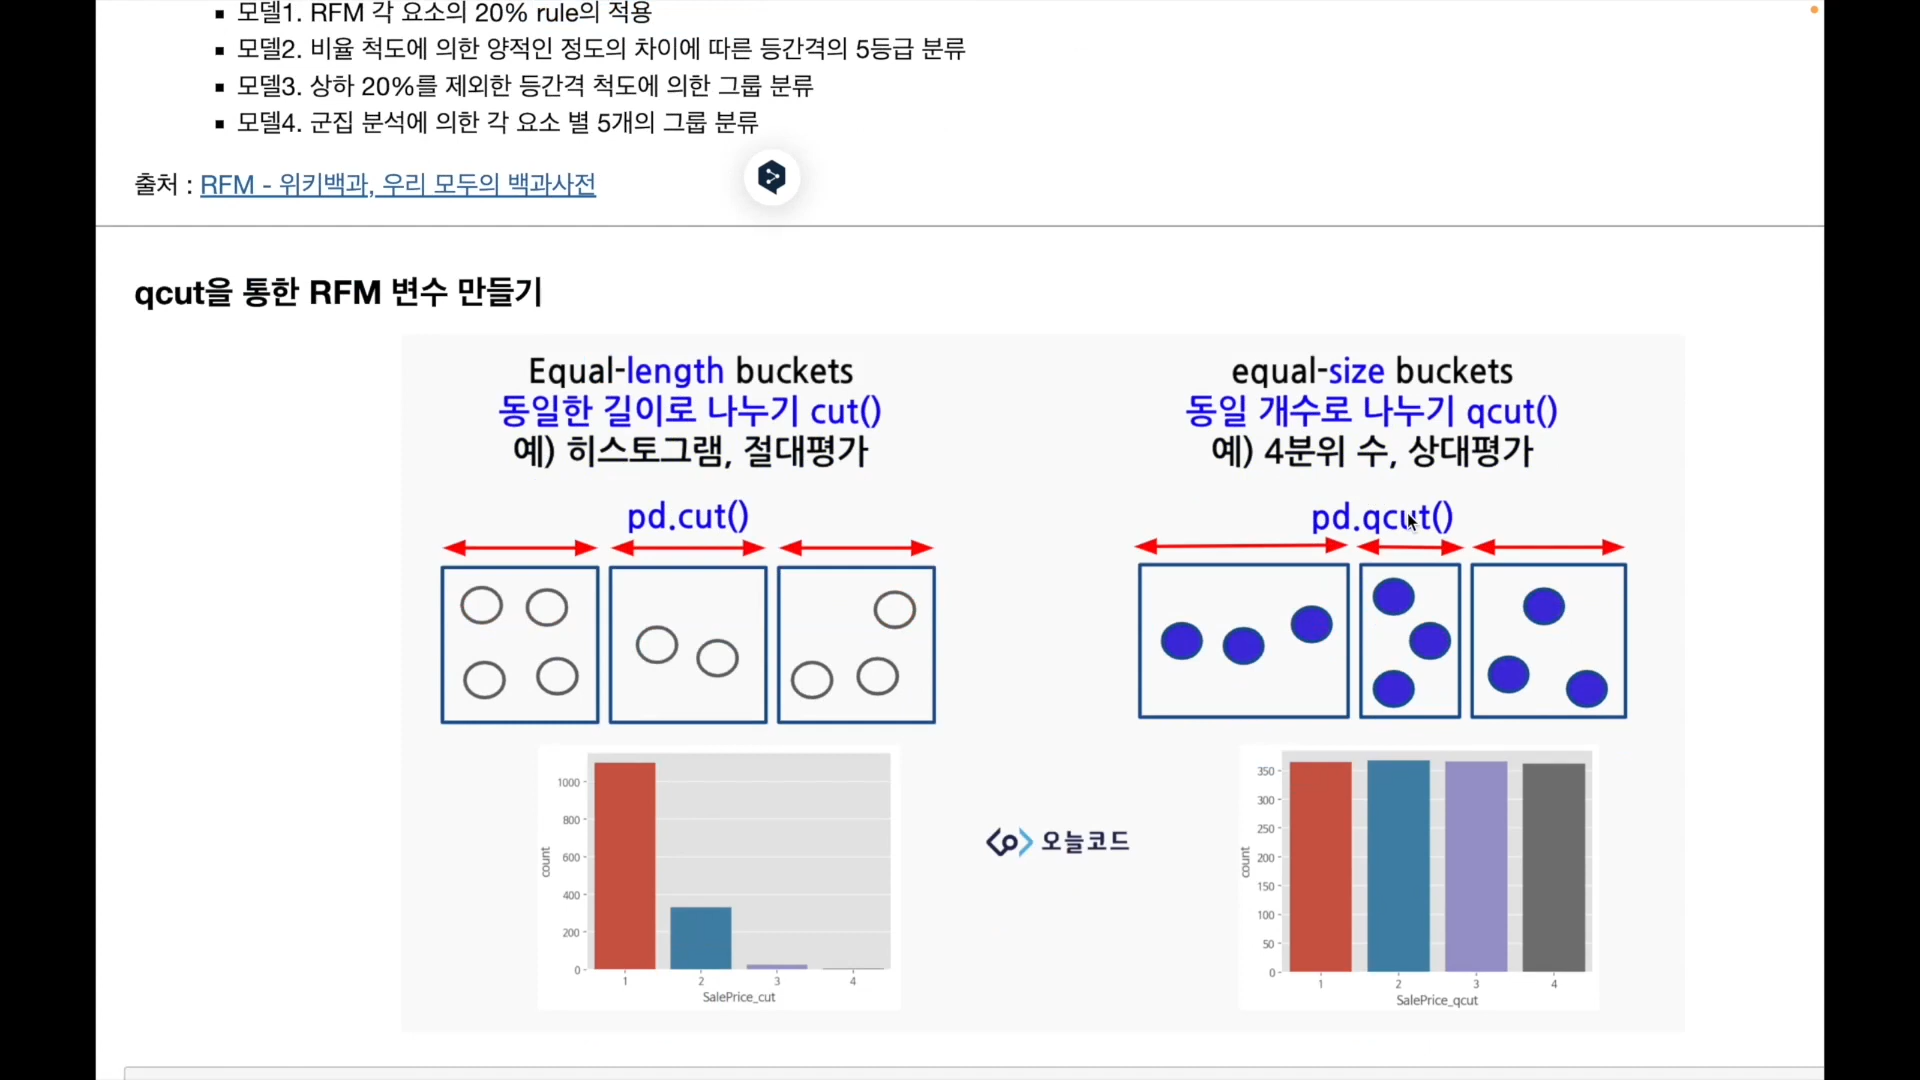 ▪ 모델1. RFM 각 요소의 20% rule의 적용
▪ 모델2. 비율 척도에 의한 양적인 정도의 차이에 따른 등간격의 5등급 분류
▪ 모델3. 상하 20%를 제외한 등간격 척도에 의한 그룹 분류
▪ 모델4. 군집 분석에 의한 각 요소 별 5개의 그룹 분류
출처 : RFM - 위키백과, 우리 모두의 백과사전
qcut을 통한 RFM 변수 만들기
Equal-length buckets
동일한 길이로 나누기 cut()
예) 히스토그램, 절대평가
pd.cut()
1000
800
600
400
200
0
count
1 2 3 4
SalePrice_cut
오늘코드
equal-size buckets
동일 개수로 나누기 qcut()
예) 4분위 수, 상대평가
pd.qcut()
350
300
250
200
150
100
50
0
count
1 2 3 4
SalePrice_qcut